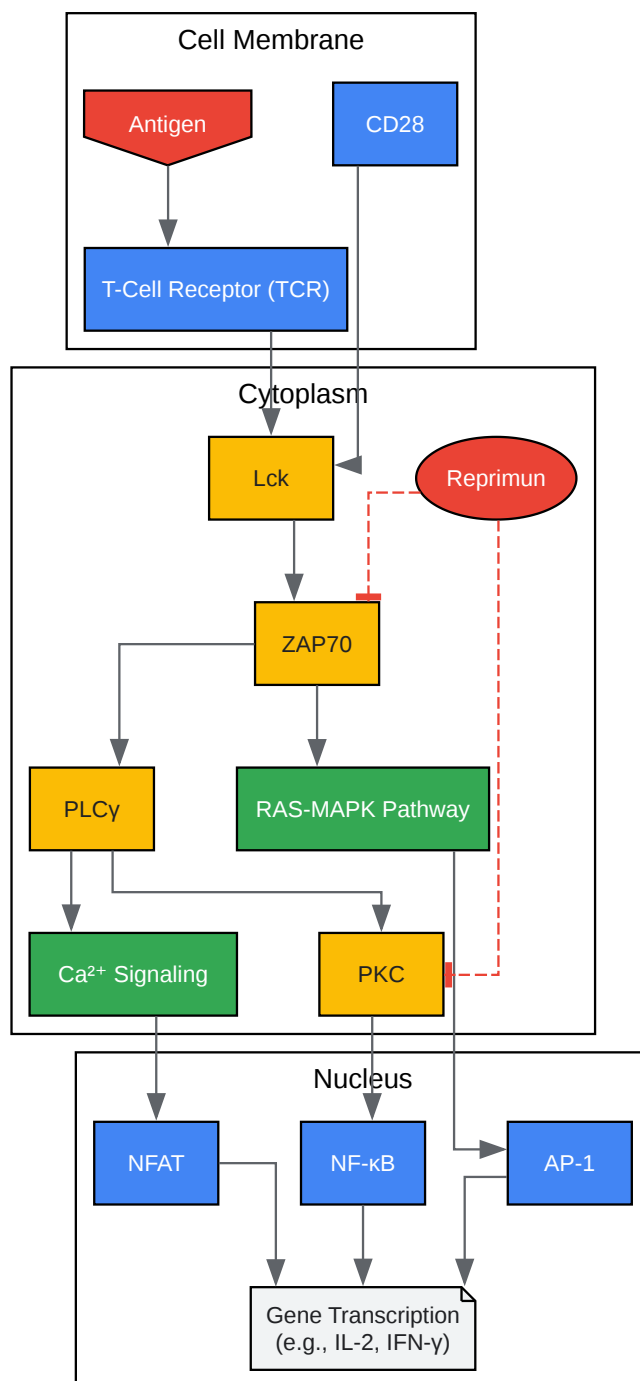 Cell Membrane
Antigen
CD28
T-Cell Receptor (TCR)
Cytoplasm
Lck
Reprimun
ZAP70
PLCγ
RAS-MAPK Pathway
Ca²⁺ Signaling
PKC
Nucleus
NFAT
NF-κB
AP-1
Gene Transcription
(e.g., IL-2, IFN-γ)